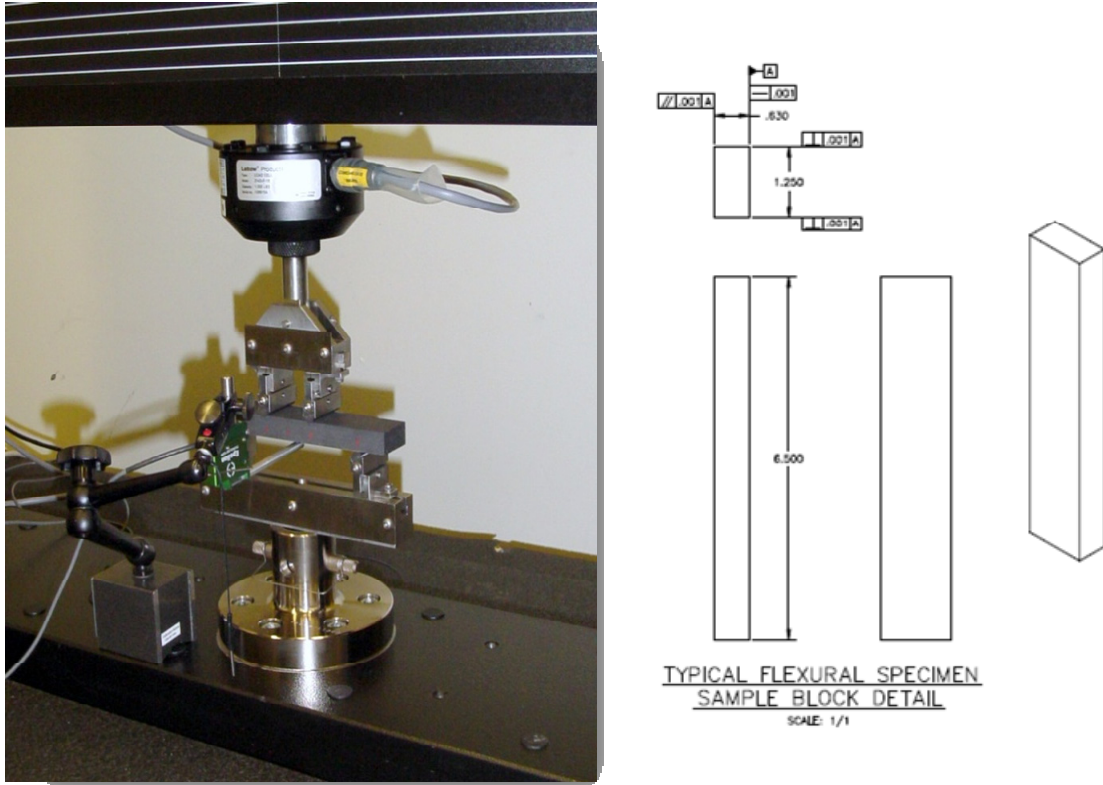 A
// .001 A
— .001
.630
⊥ .001 A
1.250
⊥ .001 A
6.500
TYPICAL FLEXURAL SPECIMEN
SAMPLE BLOCK DETAIL
SCALE: 1/1